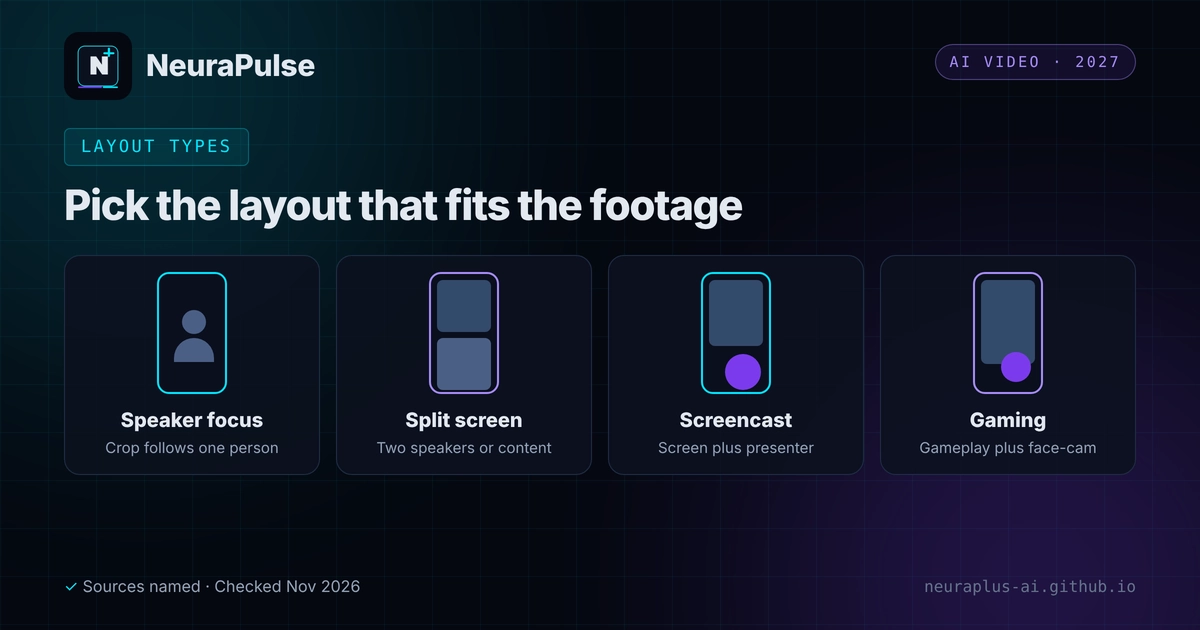 N
NeuraPulse
AI VIDEO · 2027
LAYOUT TYPES
Pick the layout that fits the footage
Speaker focus
Crop follows one person
Split screen
Two speakers or content
Screencast
Screen plus presenter
Gaming
Gameplay plus face-cam
✓ Sources named · Checked Nov 2026
neuraplus-ai.github.io